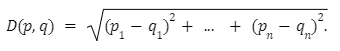 D(p,q) = √((p₁ − q₁)² + ... + (pₙ − qₙ)²).